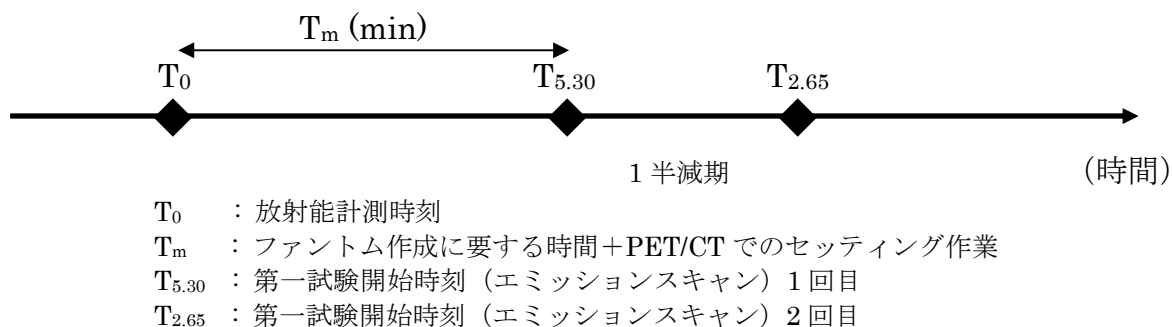 Tm (min)
T0 T5.30 T2.65
1 半減期 (時間)
T0 ：放射能計測時刻
Tm ：ファントム作成に要する時間＋PET/CT でのセッティング作業
T5.30 ：第一試験開始時刻（エミッションスキャン）1 回目
T2.65 ：第一試験開始時刻（エミッションスキャン）2 回目